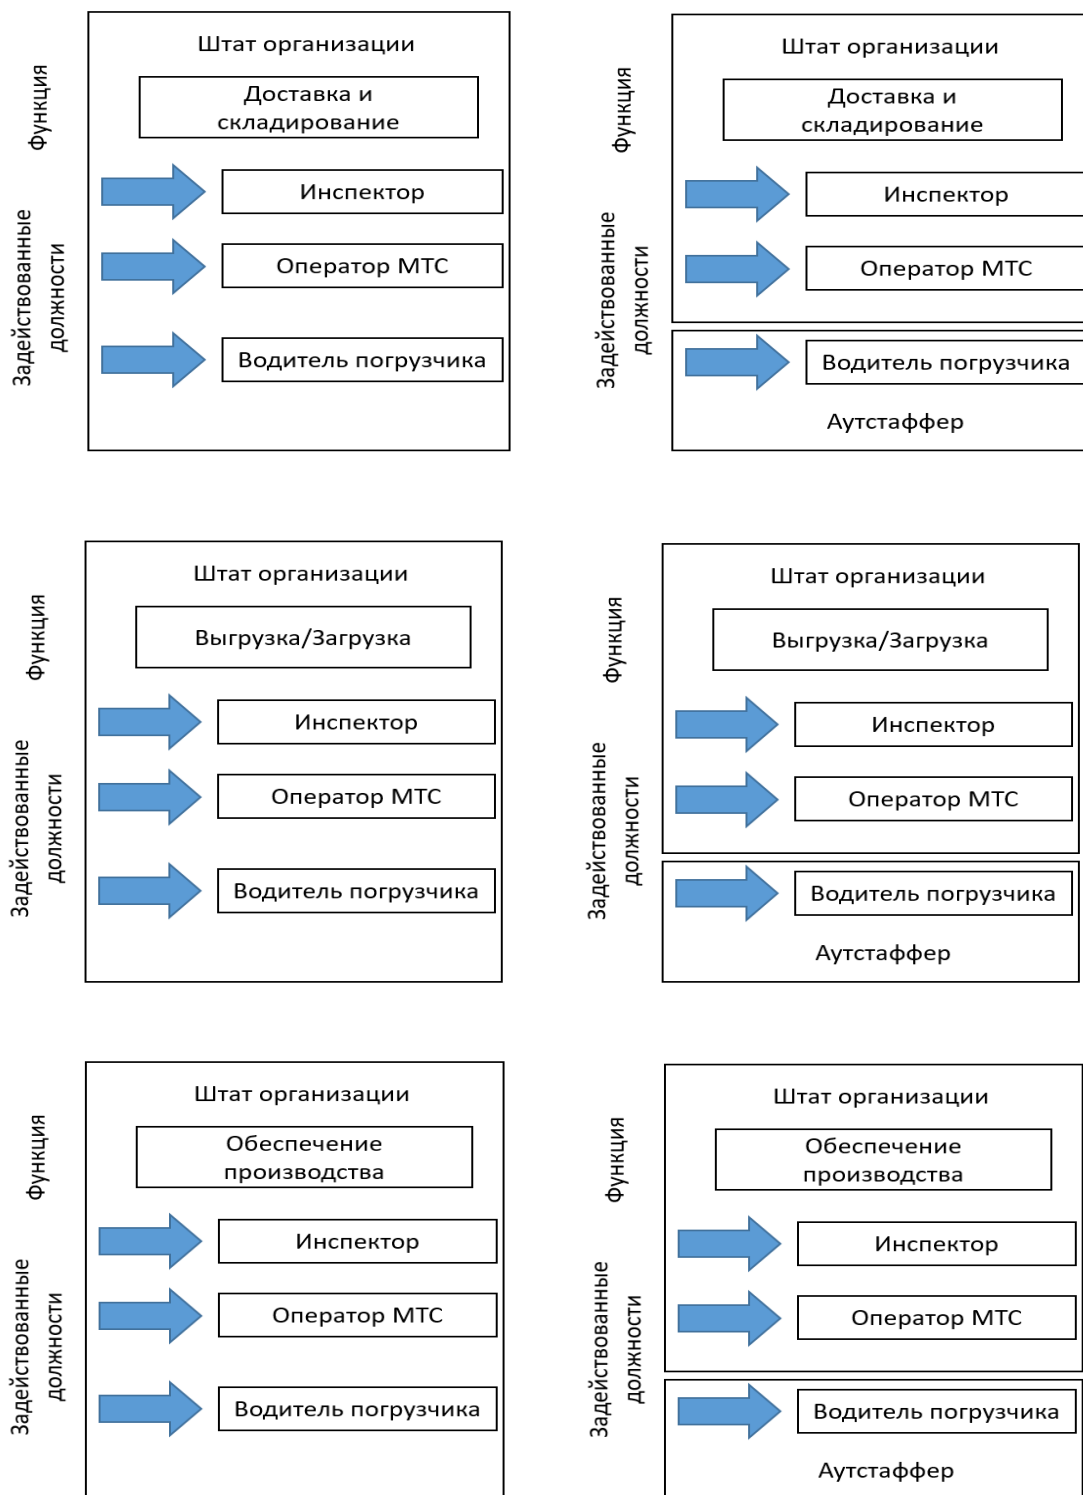 Функция
Задействованные
должности
Штат организации
Доставка и
складирование
Инспектор
Оператор МТС
Водитель погрузчика
Функция
Задействованные
должности
Штат организации
Доставка и
складирование
Инспектор
Оператор МТС
Водитель погрузчика
Аутстаффер
Функция
Задействованные
должности
Штат организации
Выгрузка/Загрузка
Инспектор
Оператор МТС
Водитель погрузчика
Функция
Задействованные
должности
Штат организации
Выгрузка/Загрузка
Инспектор
Оператор МТС
Водитель погрузчика
Аутстаффер
Функция
Задействованные
должности
Штат организации
Обеспечение
производства
Инспектор
Оператор МТС
Водитель погрузчика
Функция
Задействованные
должности
Штат организации
Обеспечение
производства
Инспектор
Оператор МТС
Водитель погрузчика
Аутстаффер